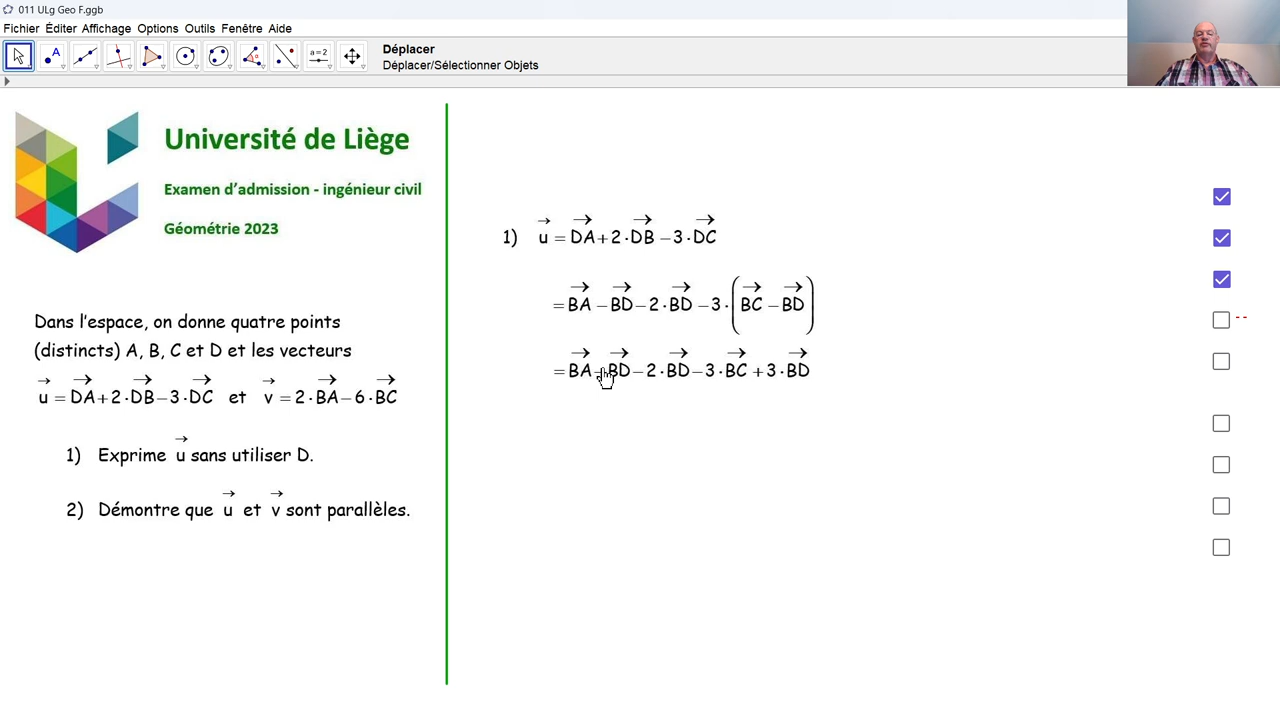 011 ULg Geo F.ggb
Fichier Éditer Affichage Options Outils Fenêtre Aide
A
a=2
Déplacer
Déplacer/Sélectionner Objets
Université de Liège
Examen d'admission - ingénieur civil
Géométrie 2023
Dans l'espace, on donne quatre points
(distincts) A, B, C et D et les vecteurs
u⃗ = DA⃗ + 2·DB⃗ − 3·DC⃗ et v⃗ = 2·BA⃗ − 6·BC⃗
1) Exprime u⃗ sans utiliser D.
2) Démontre que u⃗ et v⃗ sont parallèles.
1) u⃗ = DA⃗ + 2·DB⃗ − 3·DC⃗
= BA⃗ − BD⃗ − 2·BD⃗ − 3·(BC⃗ − BD⃗)
= BA⃗ − BD⃗ − 2·BD⃗ − 3·BC⃗ + 3·BD⃗